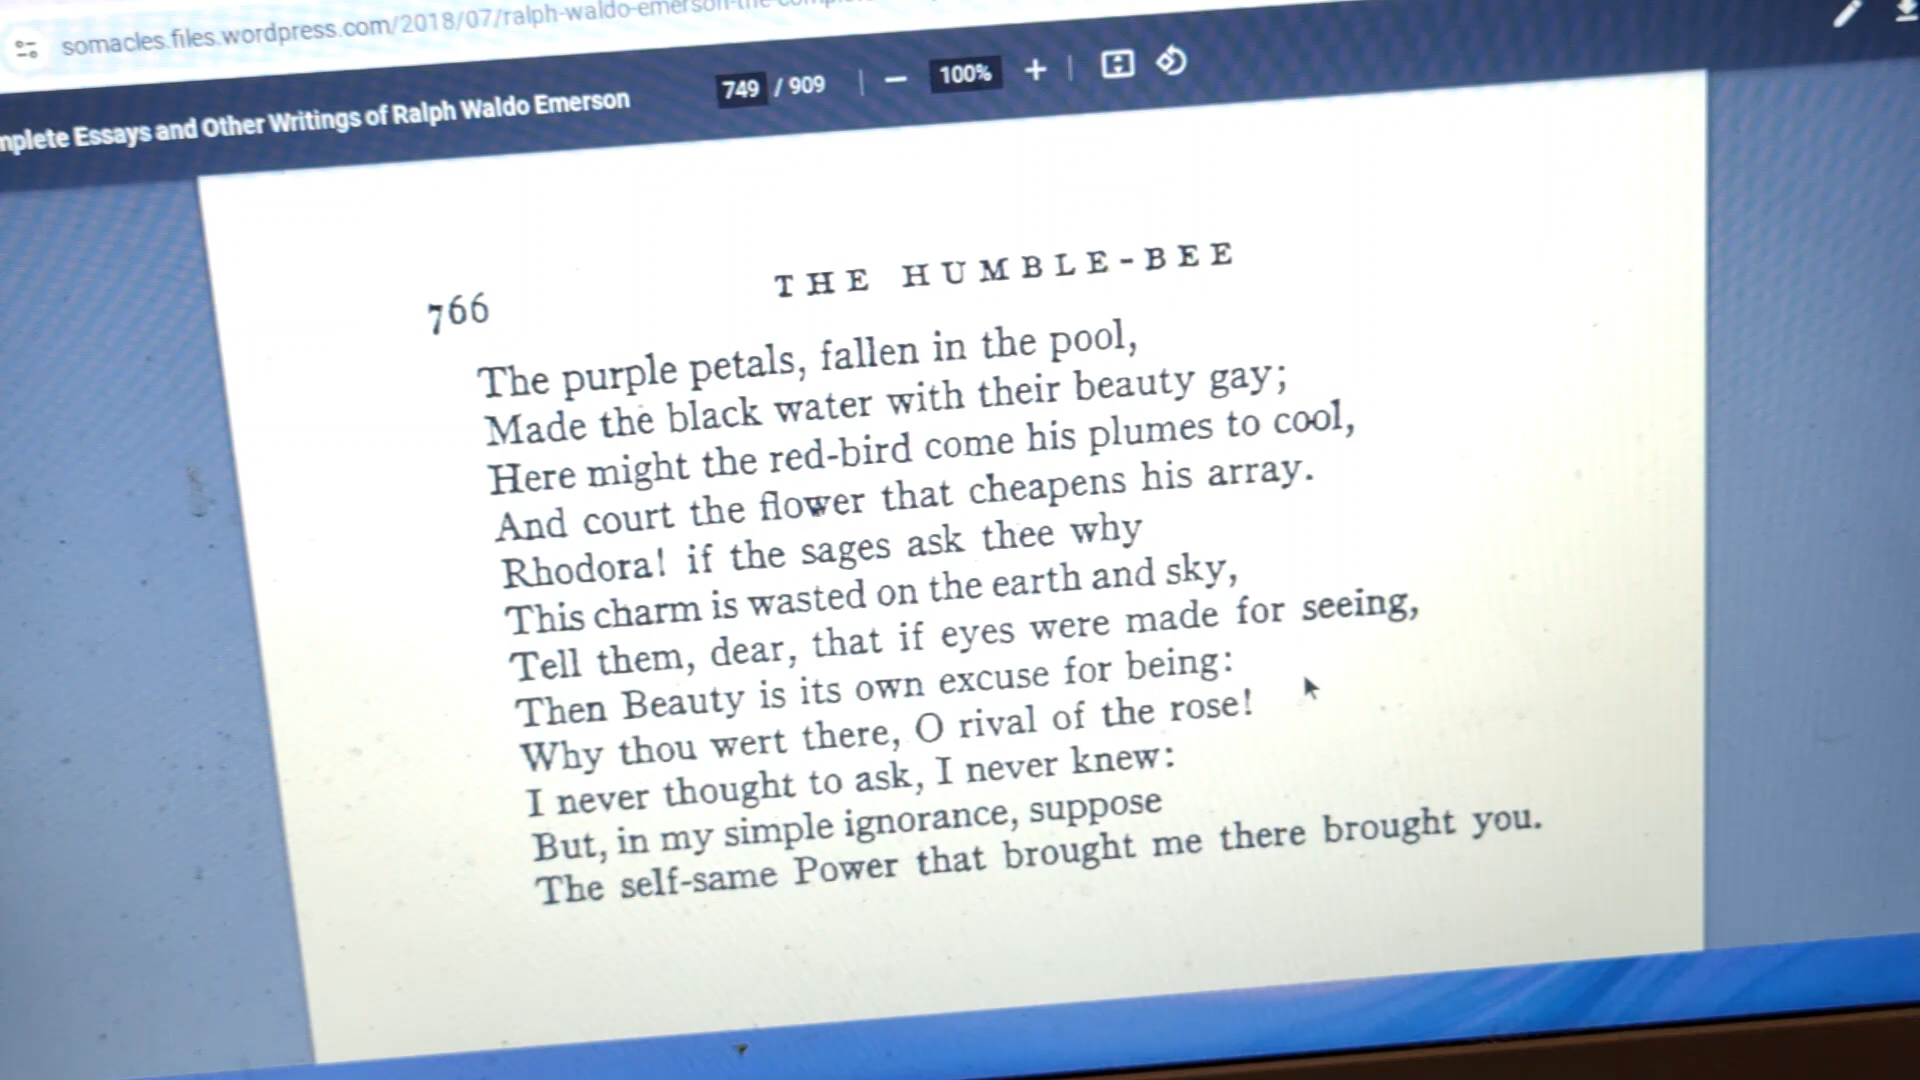 somacles.files.wordpress.com/2018/07/ralph-waldo-emerson-the-comple
mplete Essays and Other Writings of Ralph Waldo Emerson
749 / 909
100%
766
THE HUMBLE-BEE
The purple petals, fallen in the pool,
Made the black water with their beauty gay;
Here might the red-bird come his plumes to cool,
And court the flower that cheapens his array.
Rhodora! if the sages ask thee why
This charm is wasted on the earth and sky,
Tell them, dear, that if eyes were made for seeing,
Then Beauty is its own excuse for being:
Why thou wert there, O rival of the rose!
I never thought to ask, I never knew:
But, in my simple ignorance, suppose
The self-same Power that brought me there brought you.